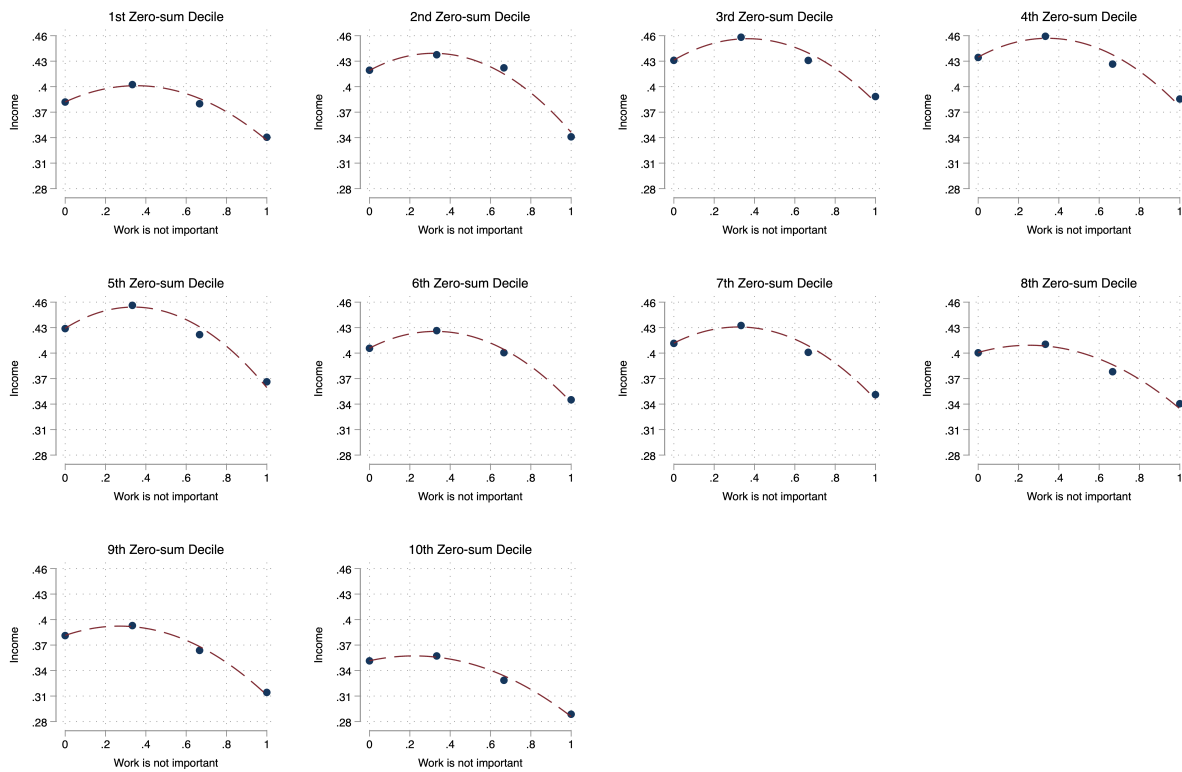 1st Zero-sum Decile
.46
.43
.4
.37
.34
.31
.28
Income
0 .2 .4 .6 .8 1
Work is not important
2nd Zero-sum Decile
.46
.43
.4
.37
.34
.31
.28
Income
0 .2 .4 .6 .8 1
Work is not important
3rd Zero-sum Decile
.46
.43
.4
.37
.34
.31
.28
Income
0 .2 .4 .6 .8 1
Work is not important
4th Zero-sum Decile
.46
.43
.4
.37
.34
.31
.28
Income
0 .2 .4 .6 .8 1
Work is not important
5th Zero-sum Decile
.46
.43
.4
.37
.34
.31
.28
Income
0 .2 .4 .6 .8 1
Work is not important
6th Zero-sum Decile
.46
.43
.4
.37
.34
.31
.28
Income
0 .2 .4 .6 .8 1
Work is not important
7th Zero-sum Decile
.46
.43
.4
.37
.34
.31
.28
Income
0 .2 .4 .6 .8 1
Work is not important
8th Zero-sum Decile
.46
.43
.4
.37
.34
.31
.28
Income
0 .2 .4 .6 .8 1
Work is not important
9th Zero-sum Decile
.46
.43
.4
.37
.34
.31
.28
Income
0 .2 .4 .6 .8 1
Work is not important
10th Zero-sum Decile
.46
.43
.4
.37
.34
.31
.28
Income
0 .2 .4 .6 .8 1
Work is not important